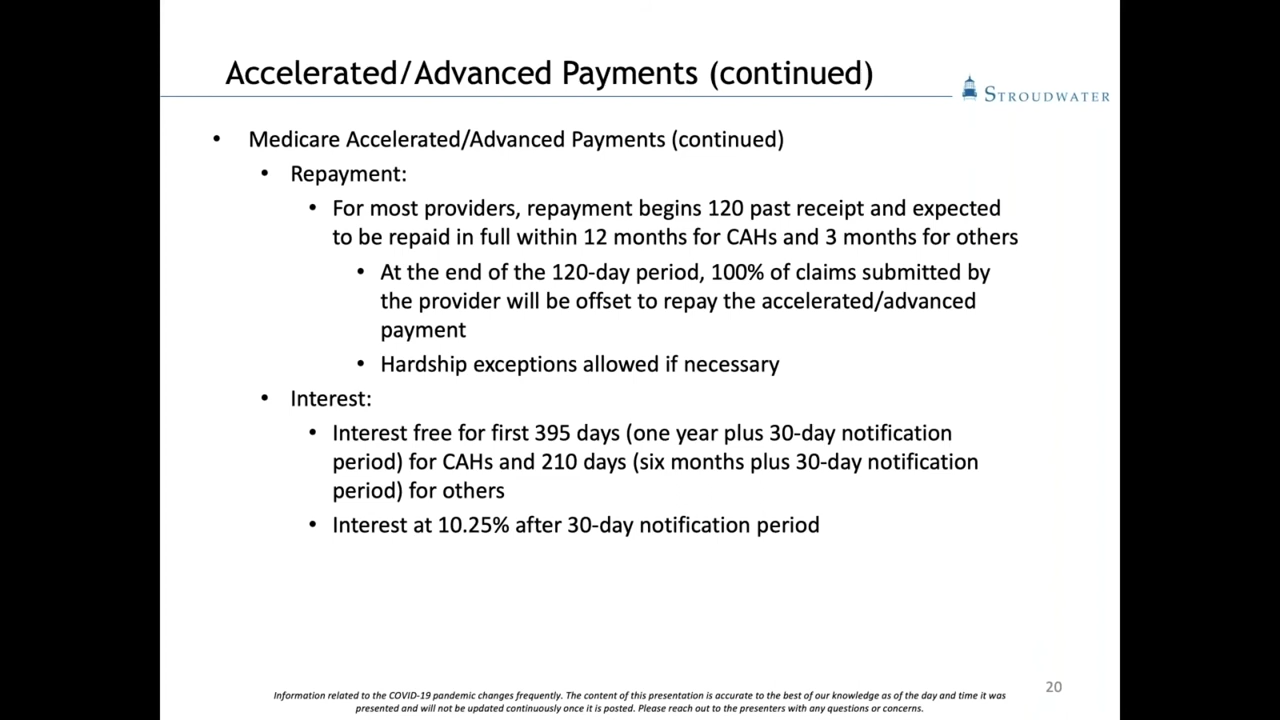 Accelerated/Advanced Payments (continued)
STROUDWATER
• Medicare Accelerated/Advanced Payments (continued)
• Repayment:
• For most providers, repayment begins 120 past receipt and expected
to be repaid in full within 12 months for CAHs and 3 months for others
• At the end of the 120-day period, 100% of claims submitted by
the provider will be offset to repay the accelerated/advanced
payment
• Hardship exceptions allowed if necessary
• Interest:
• Interest free for first 395 days (one year plus 30-day notification
period) for CAHs and 210 days (six months plus 30-day notification
period) for others
• Interest at 10.25% after 30-day notification period
20
Information related to the COVID-19 pandemic changes frequently. The content of this presentation is accurate to the best of our knowledge as of the day and time it was
presented and will not be updated continuously once it is posted. Please reach out to the presenters with any questions or concerns.